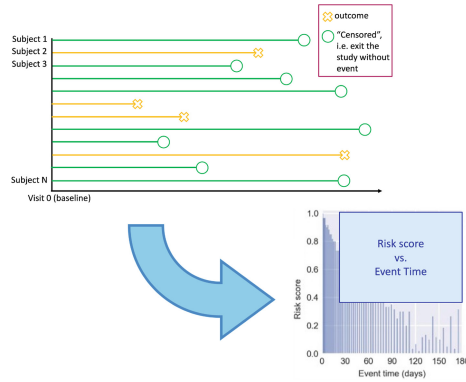 Subject 1
Subject 2
Subject 3
Subject N
Visit 0 (baseline)
outcome
“Censored”,
i.e. exit the
study without
event
Risk score
vs.
Event Time
Risk score
1.0
0.8
0.6
0.4
0.2
0.0
0
30
60
90
120
150
180
Event time (days)